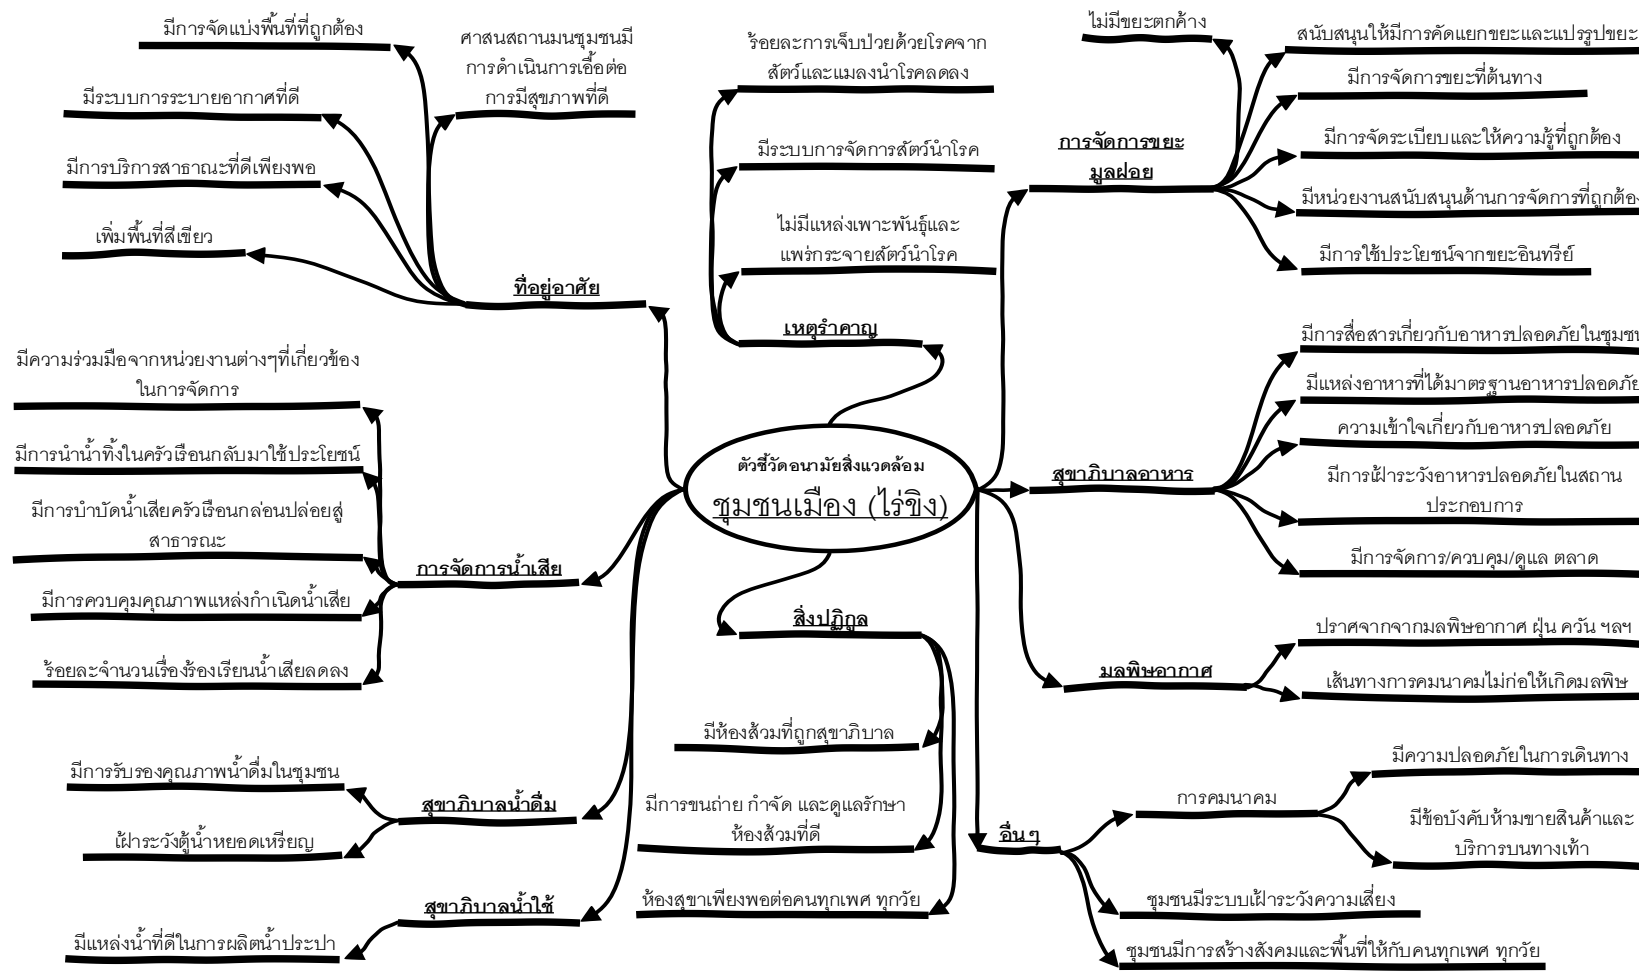 มีการจัดแบ่งพื้นที่ที่ถูกต้อง
ศาสนสถานมนชุมชนมี
การดำเนินการเอื้อต่อ
การมีสุขภาพที่ดี
มีระบบการระบายอากาศที่ดี
มีการบริการสาธาณะที่ดีเพียงพอ
เพิ่มพื้นที่สีเขียว
ที่อยู่อาศัย
ร้อยละการเจ็บป่วยด้วยโรคจาก
สัตว์และแมลงนำโรคลดลง
มีระบบการจัดการสัตว์นำโรค
ไม่มีแหล่งเพาะพันธุ์และ
แพร่กระจายสัตว์นำโรค
เหตุรำคาญ
ไม่มีขยะตกค้าง
สนับสนุนให้มีการคัดแยกขยะและแปรรูปขยะ
มีการจัดการขยะที่ต้นทาง
มีการจัดระเบียบและให้ความรู้ที่ถูกต้อง
มีหน่วยงานสนับสนุนด้านการจัดการที่ถูกต้อง
มีการใช้ประโยชน์จากขยะอินทรีย์
การจัดการขยะ
มูลฝอย
มีความร่วมมือจากหน่วยงานต่างๆที่เกี่ยวข้อง
ในการจัดการ
มีการนำน้ำทิ้งในครัวเรือนกลับมาใช้ประโยชน์
มีการบำบัดน้ำเสียครัวเรือนกล่อนปล่อยสู่
สาธารณะ
มีการควบคุมคุณภาพแหล่งกำเนิดน้ำเสีย
ร้อยละจำนวนเรื่องร้องเรียนน้ำเสียลดลง
การจัดการน้ำเสีย
ตัวชี้วัดอนามัยสิ่งแวดล้อม
ชุมชนเมือง (ไร่ขิง)
มีการสื่อสารเกี่ยวกับอาหารปลอดภัยในชุมชน
มีแหล่งอาหารที่ได้มาตรฐานอาหารปลอดภัย
ความเข้าใจเกี่ยวกับอาหารปลอดภัย
มีการเฝ้าระวังอาหารปลอดภัยในสถาน
ประกอบการ
มีการจัดการ/ควบคุม/ดูแล ตลาด
สุขาภิบาลอาหาร
สิ่งปฏิกูล
มีห้องส้วมที่ถูกสุขาภิบาล
มีการขนถ่าย กำจัด และดูแลรักษา
ห้องส้วมที่ดี
ห้องสุขาเพียงพอต่อคนทุกเพศ ทุกวัย
มลพิษอากาศ
ปราศจากจากมลพิษอากาศ ฝุ่น ควัน ฯลฯ
เส้นทางการคมนาคมไม่ก่อให้เกิดมลพิษ
มีการรับรองคุณภาพน้ำดื่มในชุมชน
เฝ้าระวังตู้น้ำหยอดเหรียญ
สุขาภิบาลน้ำดื่ม
สุขาภิบาลน้ำใช้
มีแหล่งน้ำที่ดีในการผลิตน้ำประปา
อื่น ๆ
การคมนาคม
มีความปลอดภัยในการเดินทาง
มีข้อบังคับห้ามขายสินค้าและ
บริการบนทางเท้า
ชุมชนมีระบบเฝ้าระวังความเสี่ยง
ชุมชนมีการสร้างสังคมและพื้นที่ให้กับคนทุกเพศ ทุกวัย